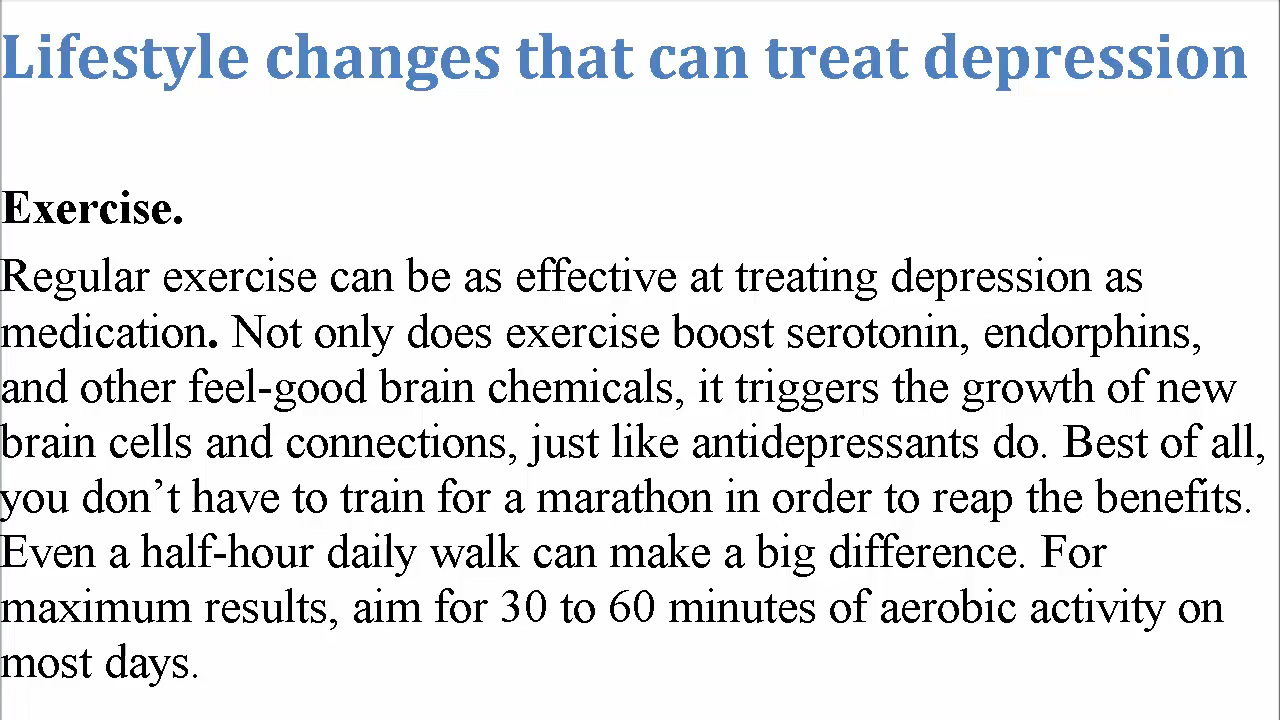 Lifestyle changes that can treat depression
Exercise.
Regular exercise can be as effective at treating depression as
medication. Not only does exercise boost serotonin, endorphins,
and other feel-good brain chemicals, it triggers the growth of new
brain cells and connections, just like antidepressants do. Best of all,
you don’t have to train for a marathon in order to reap the benefits.
Even a half-hour daily walk can make a big difference. For
maximum results, aim for 30 to 60 minutes of aerobic activity on
most days.